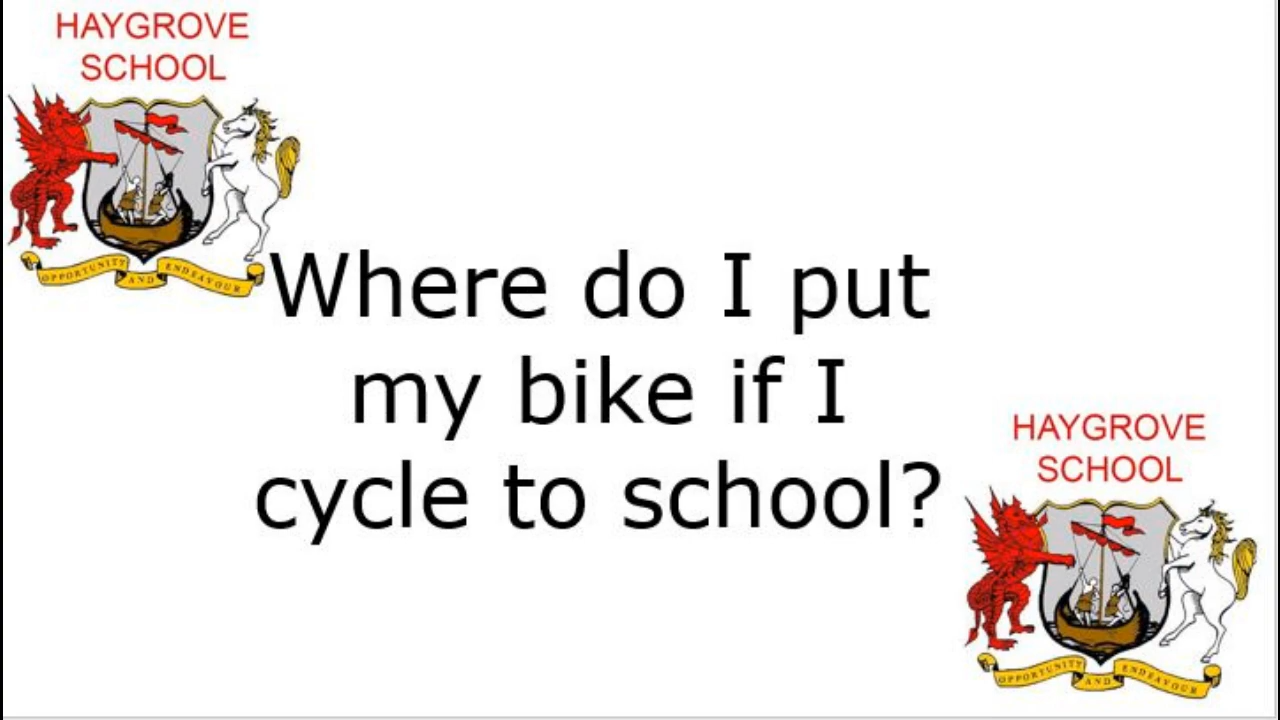 HAYGROVE
SCHOOL
OPPORTUNITY AND ENDEAVOUR
Where do I put
my bike if I
cycle to school?
HAYGROVE
SCHOOL
OPPORTUNITY AND ENDEAVOUR